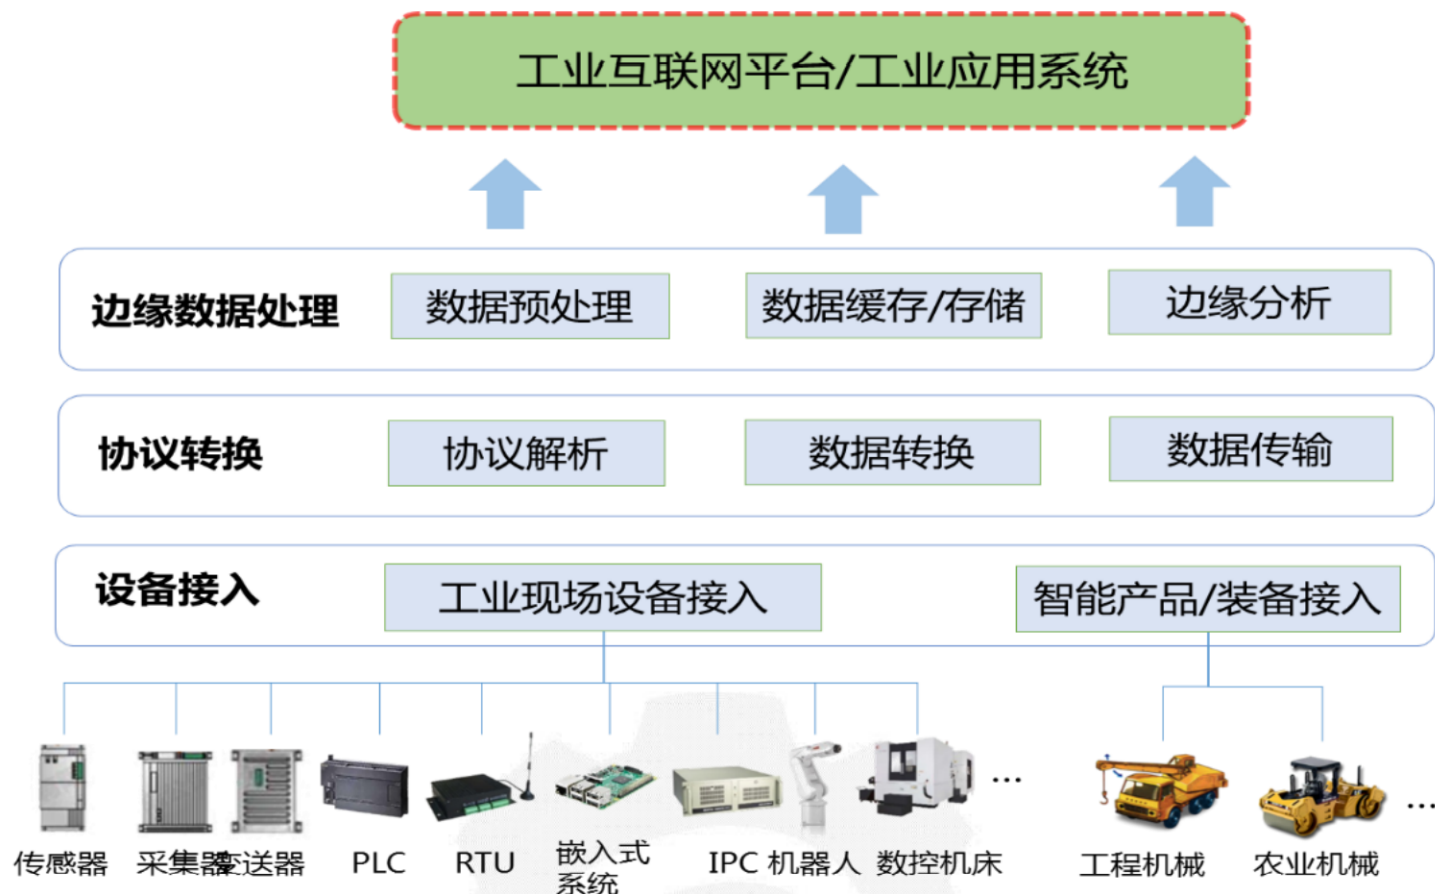 工业互联网平台/工业应用系统
边缘数据处理
数据预处理
数据缓存/存储
边缘分析
协议转换
协议解析
数据转换
数据传输
设备接入
工业现场设备接入
智能产品/装备接入
...
...
传感器
采集器
变送器
PLC
RTU
嵌入式
系统
IPC
机器人
数控机床
工程机械
农业机械